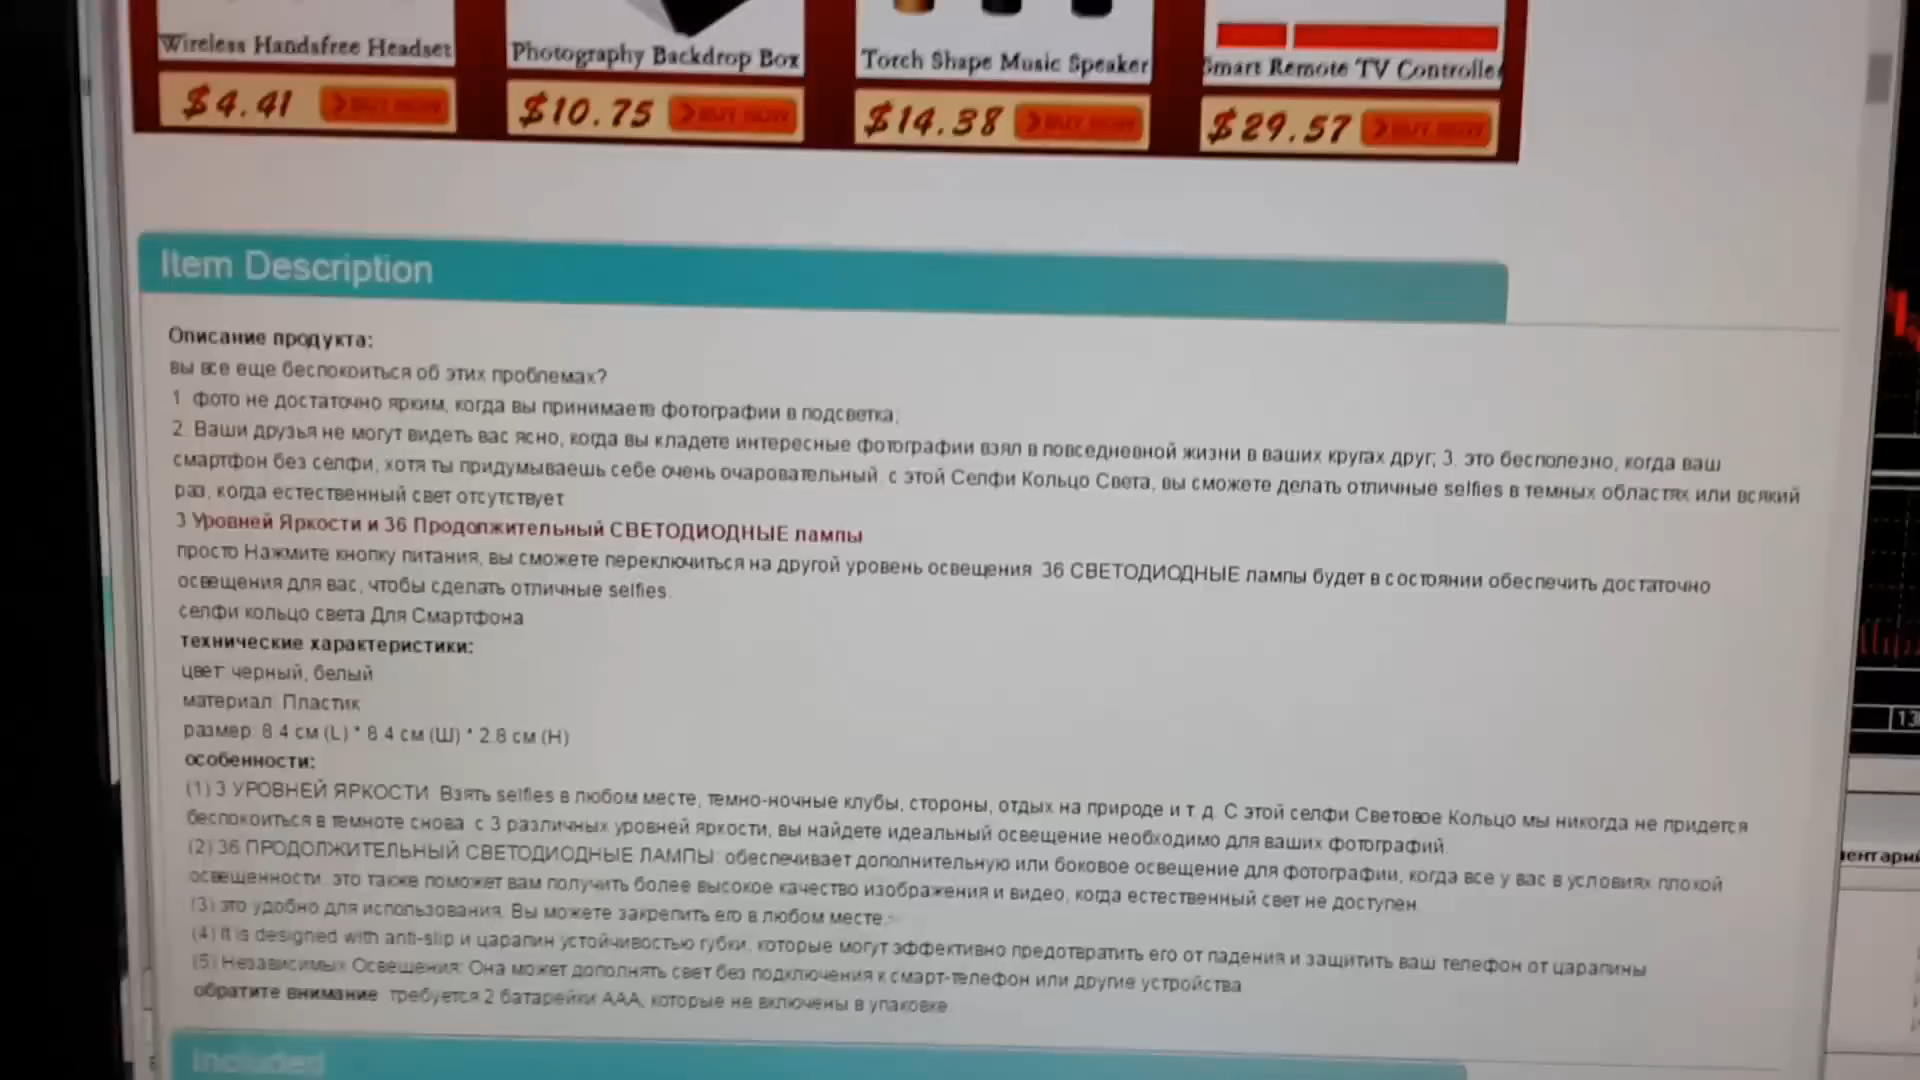 Wireless Handsfree Headset
Photography Backdrop Box
Torch Shape Music Speaker
Smart Remote TV Controller
$4.41 BUY NOW
$10.75 BUY NOW
$14.38 BUY NOW
$29.57 BUY NOW
Item Description
Описание продукта:
вы все еще беспокоиться об этих проблемах?
1. фото не достаточно ярким, когда вы принимаете фотографии в подсветка;
2. Ваши друзья не могут видеть вас ясно, когда вы кладете интересные фотографии взял в повседневной жизни в ваших кругах друг; 3. это бесполезно, когда ваш
смартфон без селфи, хотя ты придумываешь себе очень очаровательный. с этой Селфи Кольцо Света, вы сможете делать отличные selfies в темных областях или всякий
раз, когда естественный свет отсутствует
3 Уровней Яркости и 36 Продолжительный СВЕТОДИОДНЫЕ лампы
просто Нажмите кнопку питания, вы сможете переключиться на другой уровень освещения. 36 СВЕТОДИОДНЫЕ лампы будет в состоянии обеспечить достаточно
освещения для вас, чтобы сделать отличные selfies.
селфи кольцо света Для Смартфона
технические характеристики:
цвет: черный, белый
материал: Пластик
размер: 8.4 см (L) * 8.4 см (Ш) * 2.8 см (H)
особенности:
(1) 3 УРОВНЕЙ ЯРКОСТИ: Взять selfies в любом месте, темно-ночные клубы, стороны, отдых на природе и т. д. С этой селфи Световое Кольцо мы никогда не придется
беспокоиться в темноте снова. с 3 различных уровней яркости, вы найдете идеальный освещение необходимо для ваших фотографий.
(2) 36 ПРОДОЛЖИТЕЛЬНЫЙ СВЕТОДИОДНЫЕ ЛАМПЫ: обеспечивает дополнительную или боковое освещение для фотографии, когда все у вас в условиях плохой
освещенности. это также поможет вам получить более высокое качество изображения и видео, когда естественный свет не доступен.
(3) это удобно для использования. Вы можете закрепить его в любом месте.
(4) It is designed with anti-slip и царапин устойчивостью губки, которые могут эффективно предотвратить его от падения и защитить ваш телефон от царапины
(5) Независимых Освещения: Она может дополнять свет без подключения к смарт-телефон или другие устройства
обратите внимание: требуется 2 батарейки AAA, которые не включены в упаковке.
Included
13